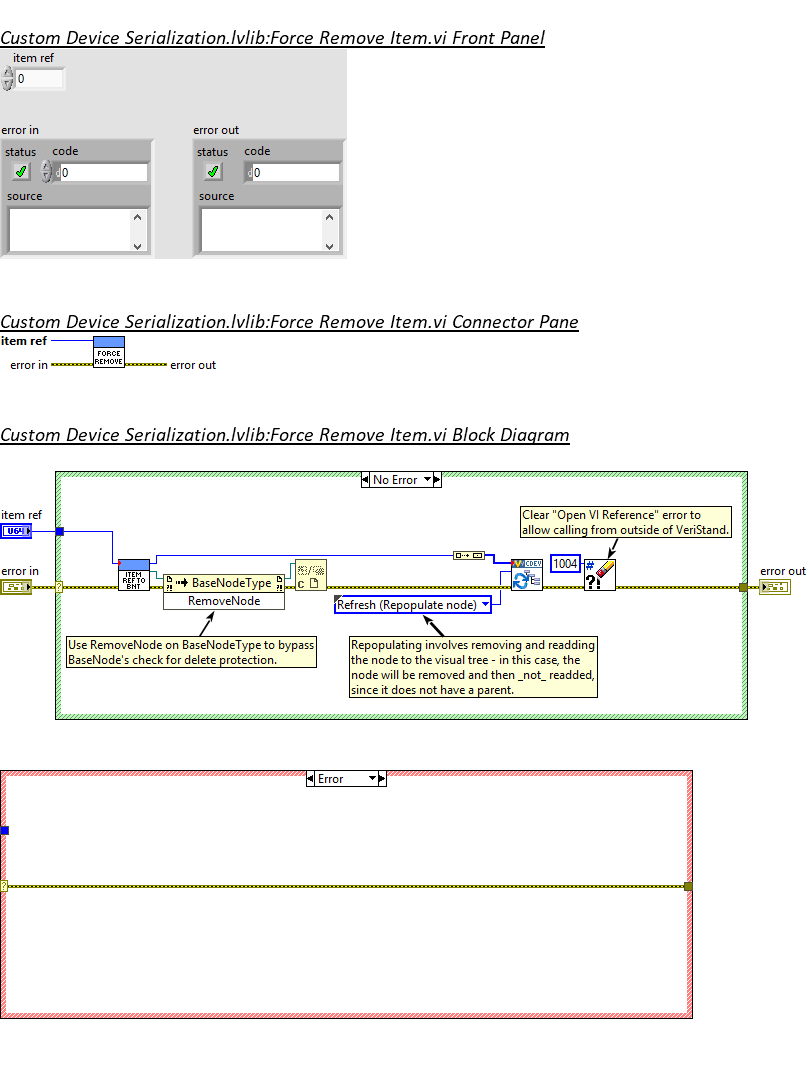 Custom Device Serialization.lvlib:Force Remove Item.vi Front Panel
item ref
0
error in
error out
status code
status code
d0
d0
source
source
Custom Device Serialization.lvlib:Force Remove Item.vi Connector Pane
item ref
FORCE
REMOVE
error in
error out
Custom Device Serialization.lvlib:Force Remove Item.vi Block Diagram
No Error
item ref
U64
Clear "Open VI Reference" error to
allow calling from outside of VeriStand.
error in
ITEM
REF TO
BNT
BaseNodeType
RemoveNode
C
CDEV
1004
#
?!
error out
Refresh (Repopulate node)
Use RemoveNode on BaseNodeType to bypass
BaseNode's check for delete protection.
Repopulating involves removing and readding
the node to the visual tree - in this case, the
node will be removed and then _not_ readded,
since it does not have a parent.
Error